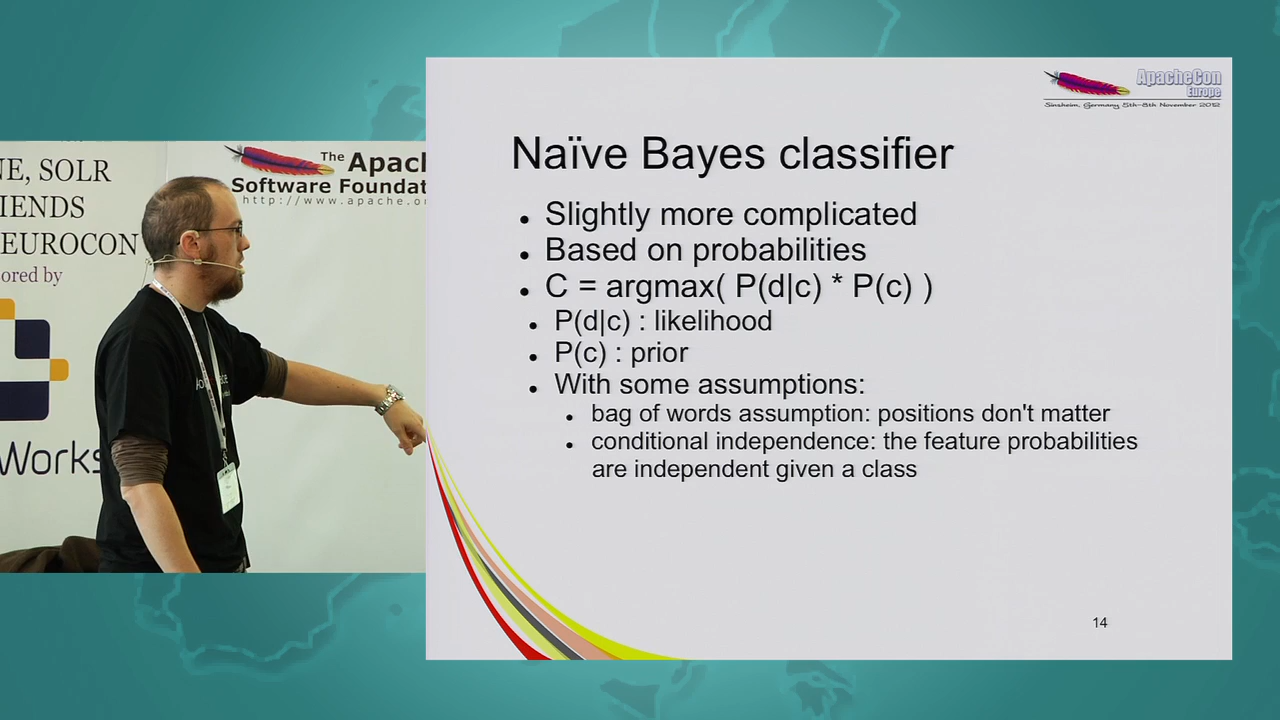 NE, SOLR
IENDS
EUROCON
ored by
Works
The Apac
Software Foundat
http://www.apache.or
ApacheCon
Europe
Sinsheim, Germany 5th-8th November 2012
Naïve Bayes classifier
• Slightly more complicated
• Based on probabilities
• C = argmax( P(d|c) * P(c) )
• P(d|c) : likelihood
• P(c) : prior
• With some assumptions:
• bag of words assumption: positions don't matter
• conditional independence: the feature probabilities
are independent given a class
14